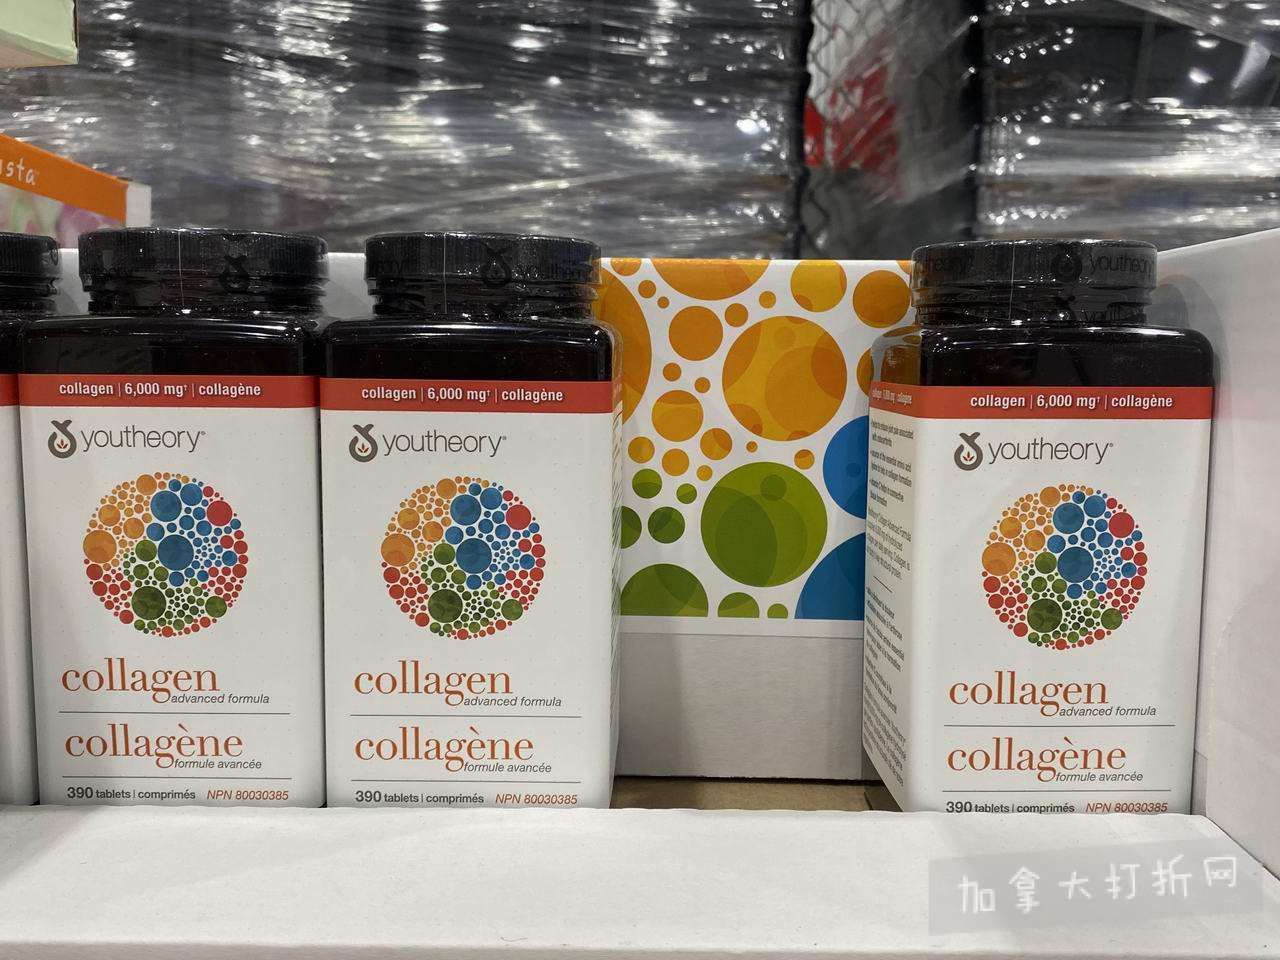 asta
youtheory
youtheory
collagen | 6,000 mg† | collagène
youtheory®
collagen
advanced formula
collagène
formule avancée
390 tablets | comprimés NPN 80030385
collagen | 6,000 mg† | collagène
youtheory®
collagen
advanced formula
collagène
formule avancée
390 tablets | comprimés NPN 80030385
collagen | 6,000 mg† | collagène
youtheory®
collagen
advanced formula
collagène
formule avancée
390 tablets | comprimés NPN 80030385
加拿大打折网